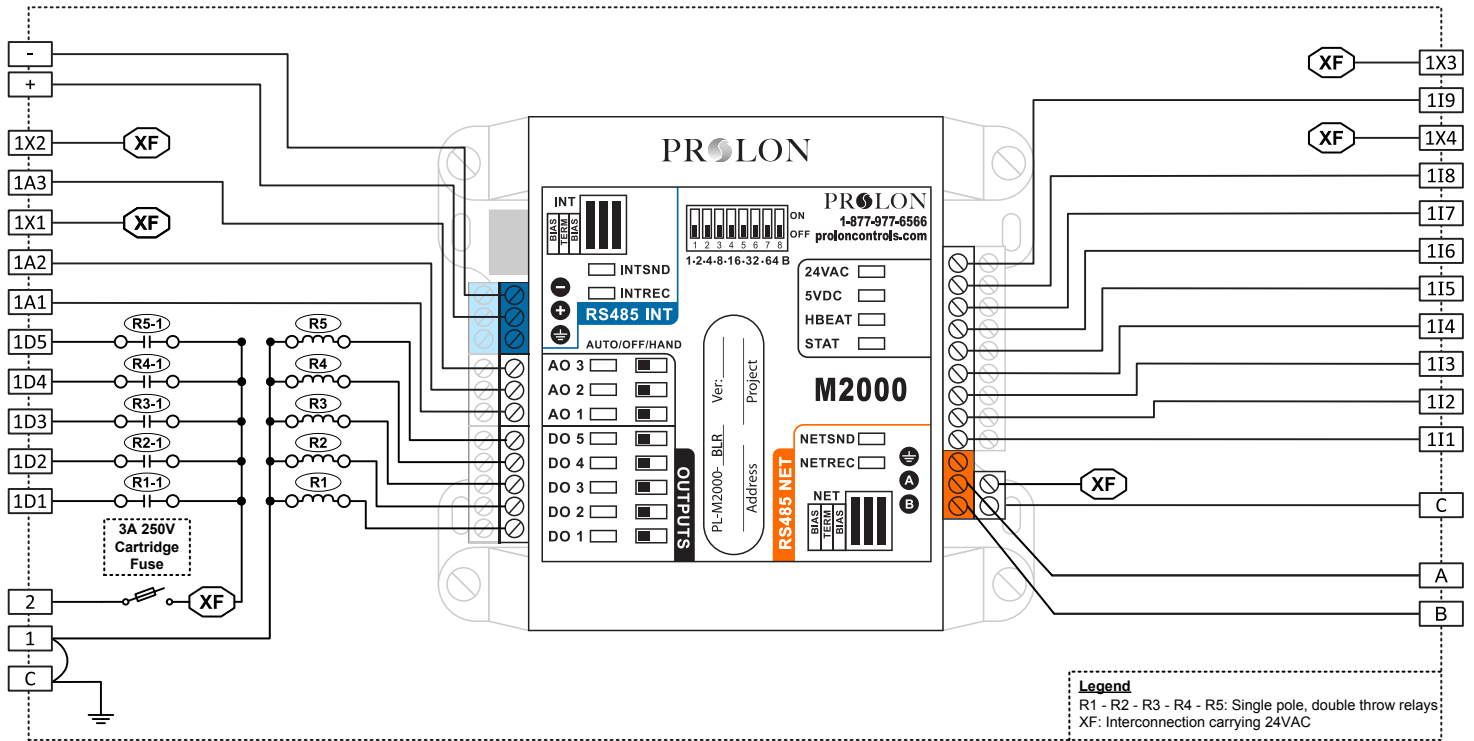 -
+
1X2
XF
1A3
1X1
XF
1A2
1A1
1D5
R5-1
R5
1D4
R4-1
R4
1D3
R3-1
R3
1D2
R2-1
R2
1D1
R1-1
R1
3A 250V
Cartridge
Fuse
2
XF
1
C
PROLON
INT
BIAS
TERM
BIAS
INTSND
INTREC
-
+
RS485 INT
ON
OFF
1 2 3 4 5 6 7 8
1·2·4·8·16·32·64 B
PROLON
1-877-977-6566
proloncontrols.com
24VAC
5VDC
HBEAT
STAT
AUTO/OFF/HAND
AO 3
AO 2
AO 1
DO 5
DO 4
DO 3
DO 2
DO 1
OUTPUTS
PL-M2000-_BLR Ver:
Address Project
M2000
RS485 NET
NETSND
NETREC
A
B
NET
BIAS
TERM
BIAS
XF
1X3
1I9
XF
1X4
1I8
1I7
1I6
1I5
1I4
1I3
1I2
1I1
XF
C
A
B
Legend
R1 - R2 - R3 - R4 - R5: Single pole, double throw relays
XF: Interconnection carrying 24VAC